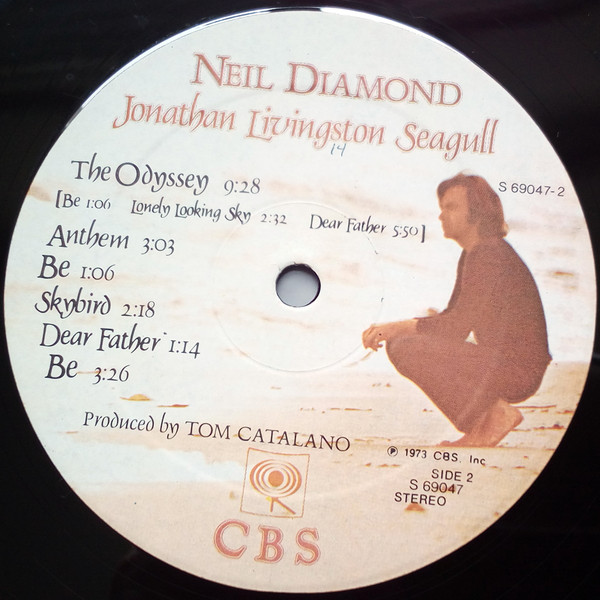 NEIL DIAMOND
Jonathan Livingston Seagull
14
The Odyssey 9:28
[Be 1:06 Lonely Looking Sky 2:32 Dear Father 5:50]
S 69047-2
Anthem 3:03
Be 1:06
Skybird 2:18
Dear Father 1:14
Be 3:26
Produced by TOM CATALANO
℗ 1973 CBS, Inc
SIDE 2
S 69047
STEREO
CBS